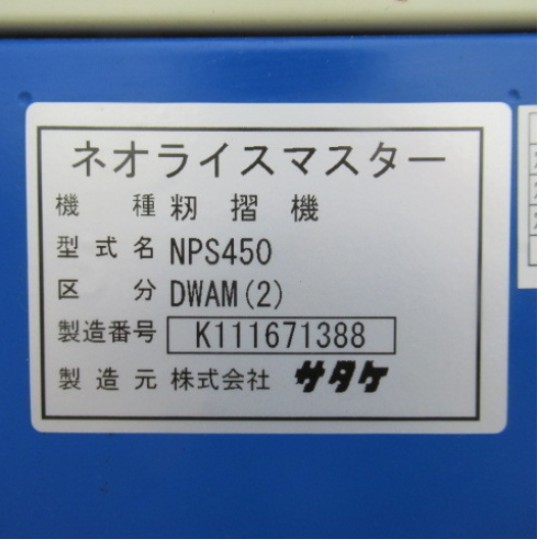 ネオライスマスター
機種 籾摺機
型式名 NPS450
区分 DWAM(2)
製造番号 K111671388
製造元 株式会社 サタケ